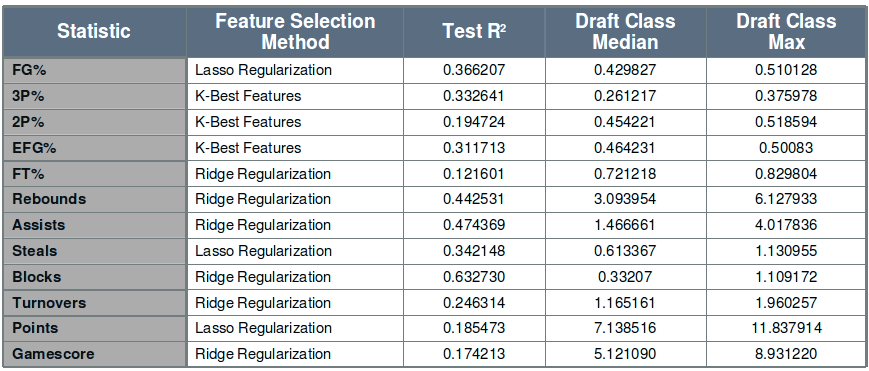 Statistic Feature Selection Method Test R² Draft Class Median Draft Class Max
FG% Lasso Regularization 0.366207 0.429827 0.510128
3P% K-Best Features 0.332641 0.261217 0.375978
2P% K-Best Features 0.194724 0.454221 0.518594
EFG% K-Best Features 0.311713 0.464231 0.50083
FT% Ridge Regularization 0.121601 0.721218 0.829804
Rebounds Ridge Regularization 0.442531 3.093954 6.127933
Assists Ridge Regularization 0.474369 1.466661 4.017836
Steals Lasso Regularization 0.342148 0.613367 1.130955
Blocks Ridge Regularization 0.632730 0.33207 1.109172
Turnovers Ridge Regularization 0.246314 1.165161 1.960257
Points Lasso Regularization 0.185473 7.138516 11.837914
Gamescore Ridge Regularization 0.174213 5.121090 8.931220